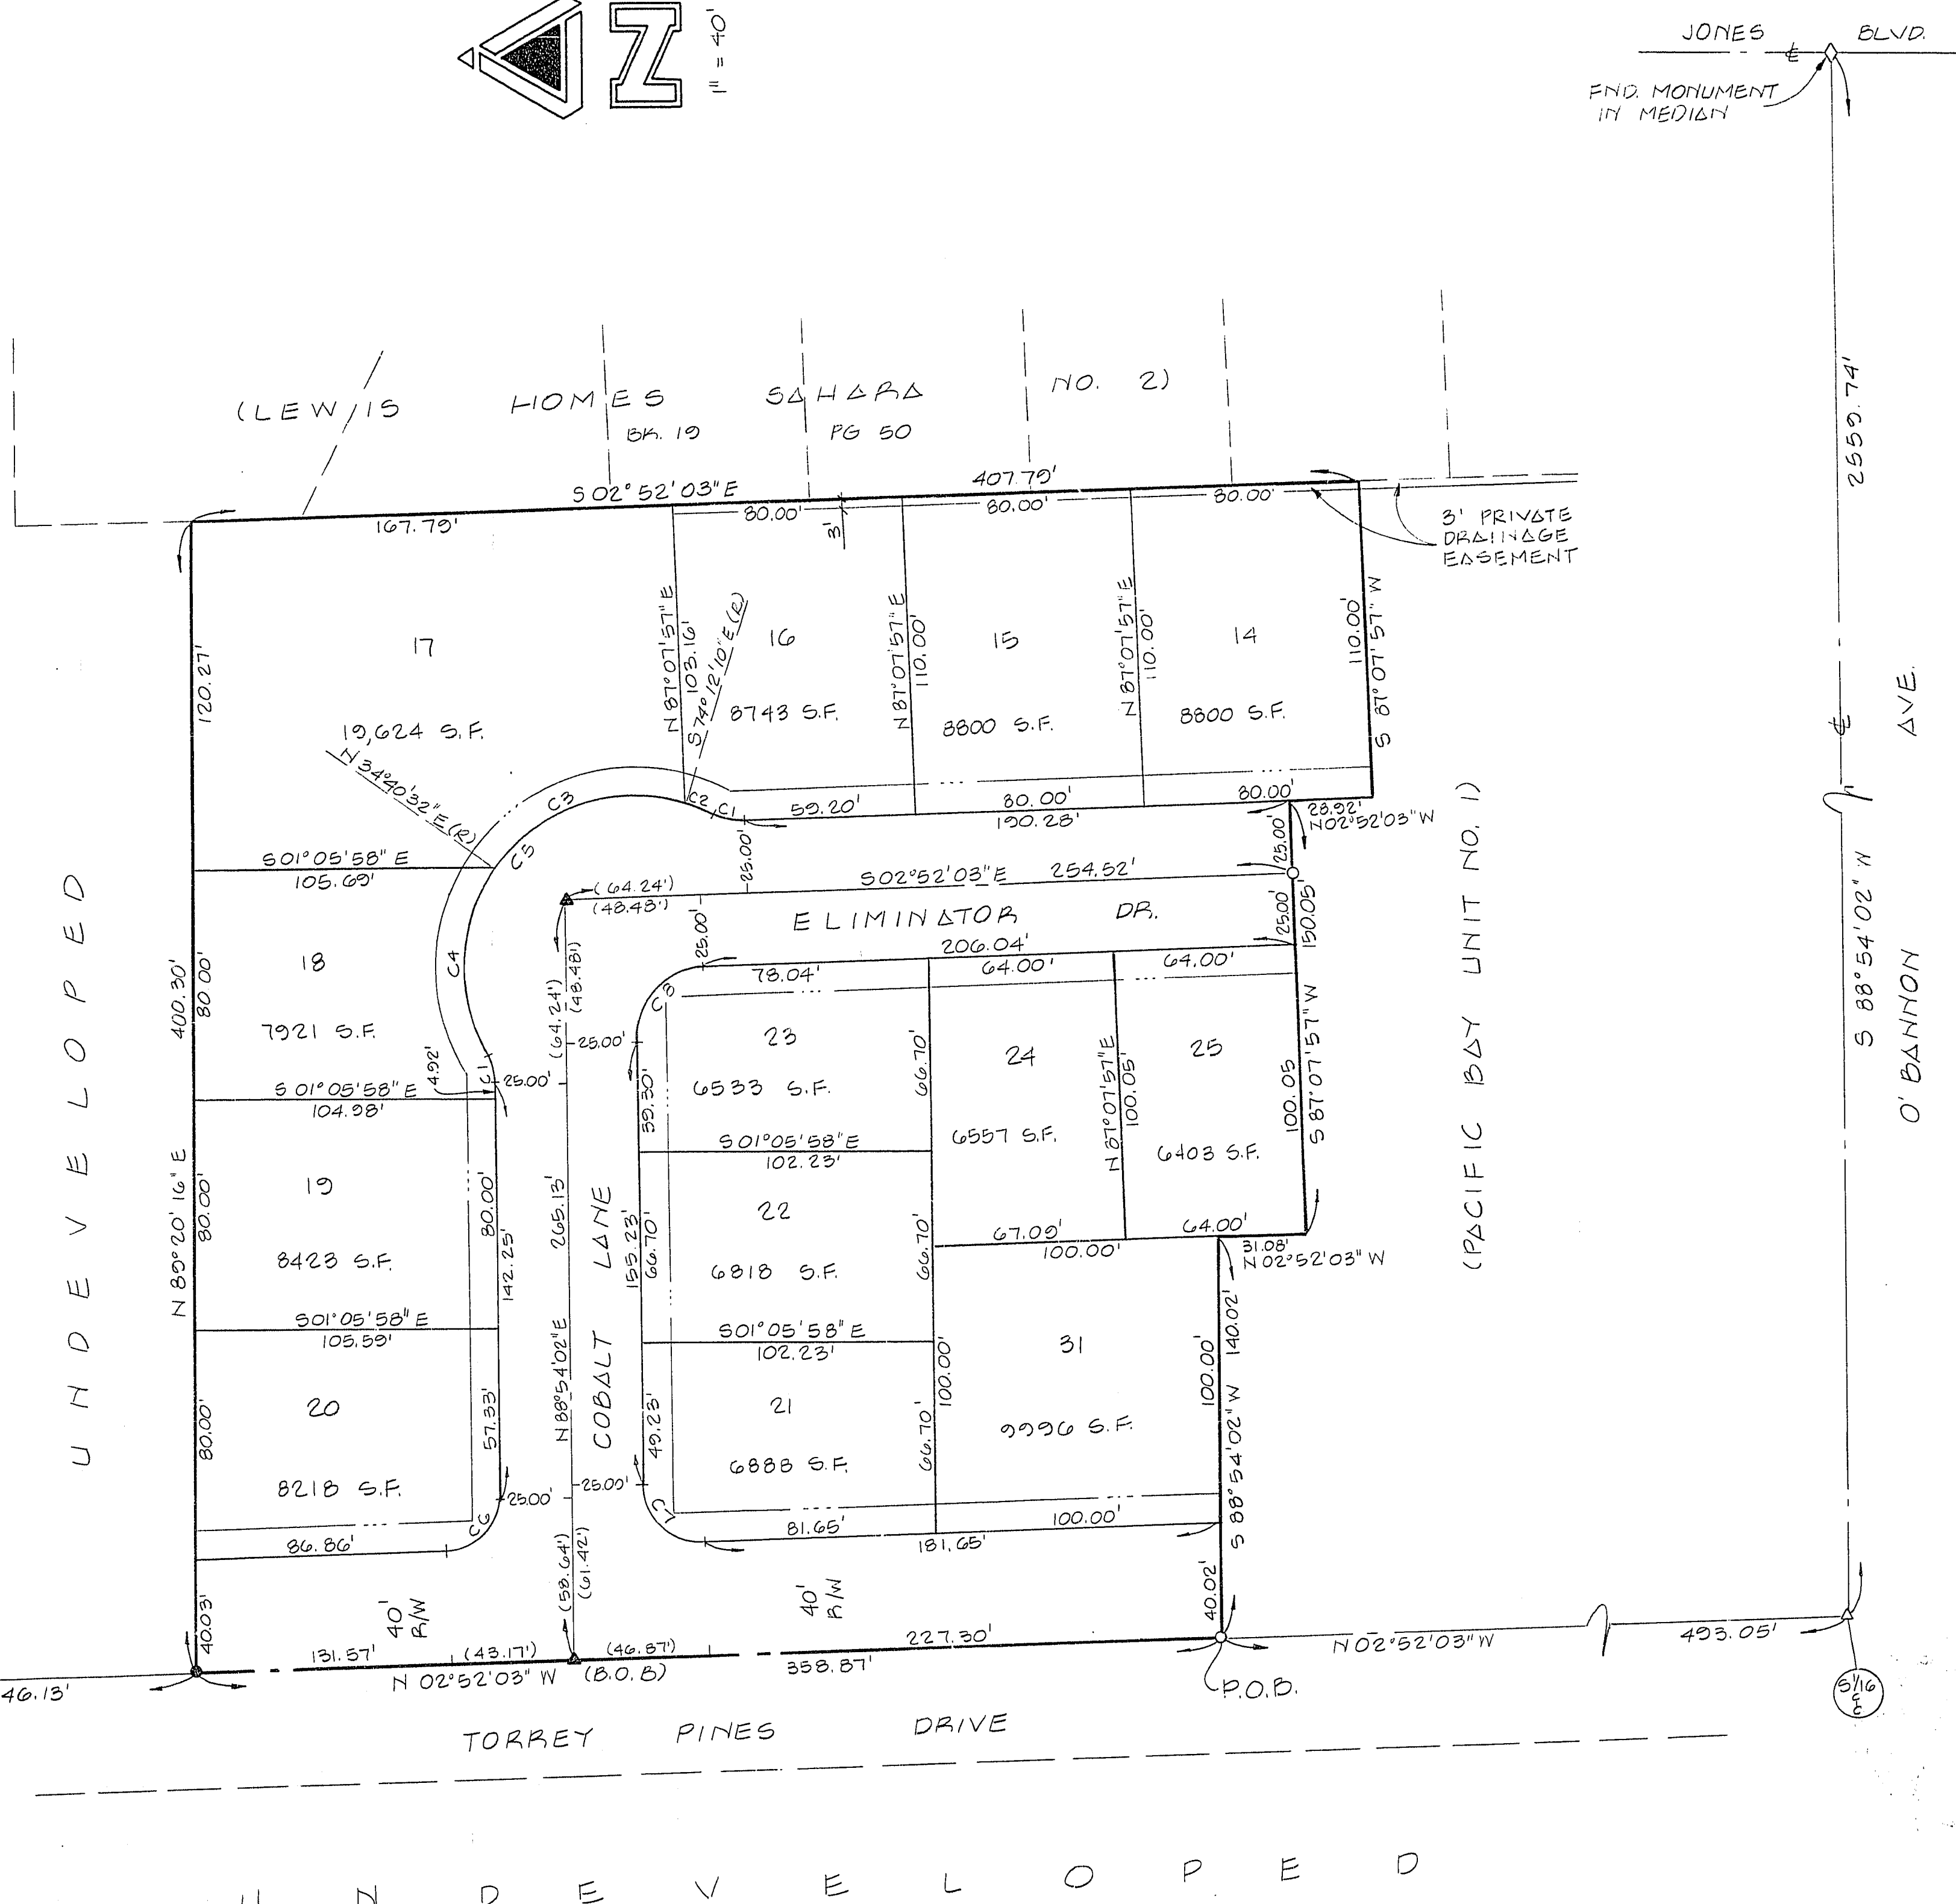 N
1" = 40'
JONES ℄ BLVD.
FND. MONUMENT
IN MEDIAN
2559.74'
℄
S 88°54'02" W
O'BANNON AVE.
(LEWIS HOMES SAHARA NO. 2)
BK. 19 PG 50
S 02°52'03" E
407.79'
167.79'
80.00'
80.00'
80.00'
3'
3' PRIVATE
DRAINAGE
EASEMENT
120.27'
17
19,624 S.F.
N 87°07'57" E
103.16'
S 74°12'10" E (R)
16
8743 S.F.
N 87°07'57" E
110.00'
15
8800 S.F.
N 87°07'57" E
110.00'
14
8800 S.F.
110.00'
S 87°07'57" W
N 34°40'32" E (R)
C3
C2
C1
C5
59.20'
80.00'
80.00'
190.28'
28.92'
N 02°52'03" W
25.00'
25.00'
S 01°05'58" E
105.69'
(64.24')
(48.48')
S 02°52'03" E
254.52'
ELIMINATOR DR.
25.00'
25.00'
150.05'
206.04'
78.04'
64.00'
64.00'
C8
UNDEVELOPED
N 89°20'16" E
400.30'
80.00'
18
7921 S.F.
C4
C1
4.92'
(64.24')
(48.48')
25.00'
25.00'
S 01°05'58" E
104.98'
23
6533 S.F.
66.70'
59.30'
24
6557 S.F.
N 87°07'57" E
100.05'
25
6403 S.F.
100.05
S 87°07'57" W
(PACIFIC BAY UNIT NO. 1)
S 01°05'58" E
102.23'
80.00'
19
8423 S.F.
80.00'
142.25'
265.13'
N 88°54'02" E
COBALT LANE
155.23'
66.70'
22
6818 S.F.
66.70'
67.09'
64.00'
100.00'
31.08'
N 02°52'03" W
S 01°05'58" E
105.59'
S 01°05'58" E
102.23'
80.00'
20
8218 S.F.
57.33'
49.23'
21
6888 S.F.
66.70'
100.00'
31
9996 S.F.
100.00'
140.02'
S 88°54'02" W
25.00'
25.00'
C6
C7
86.86'
81.65'
100.00'
181.65'
40.03'
40'
R/W
(58.64')
(61.42')
40'
R/W
40.02'
46.13'
131.57'
(43.17')
(46.87')
227.30'
N 02°52'03" W
(B.O.B)
358.87'
P.O.B.
N 02°52'03" W
493.05'
S 1/16
TORREY PINES DRIVE
UNDEVELOPED